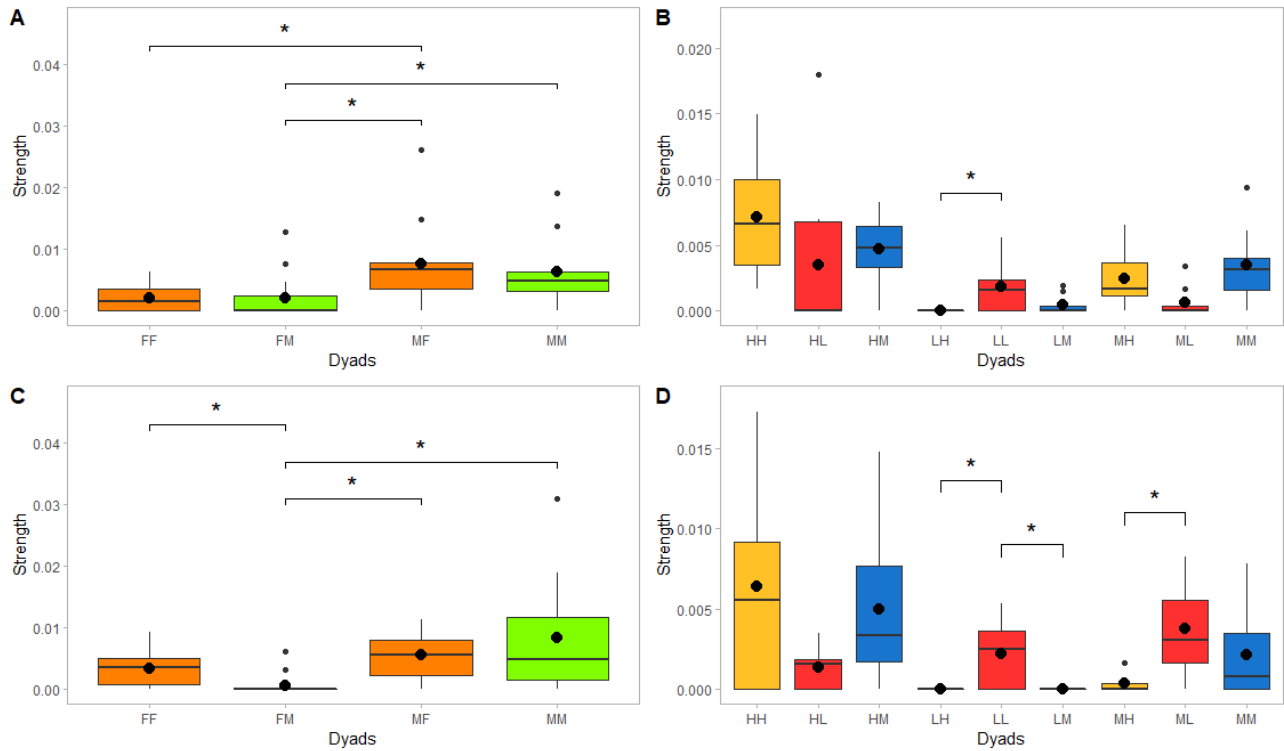 A
Strength
0.04
0.03
0.02
0.01
0.00
*
*
*
FF FM MF MM
Dyads
B
Strength
0.020
0.015
0.010
0.005
0.000
*
HH HL HM LH LL LM MH ML MM
Dyads
C
Strength
0.04
0.03
0.02
0.01
0.00
*
*
*
FF FM MF MM
Dyads
D
Strength
0.015
0.010
0.005
0.000
*
*
*
HH HL HM LH LL LM MH ML MM
Dyads